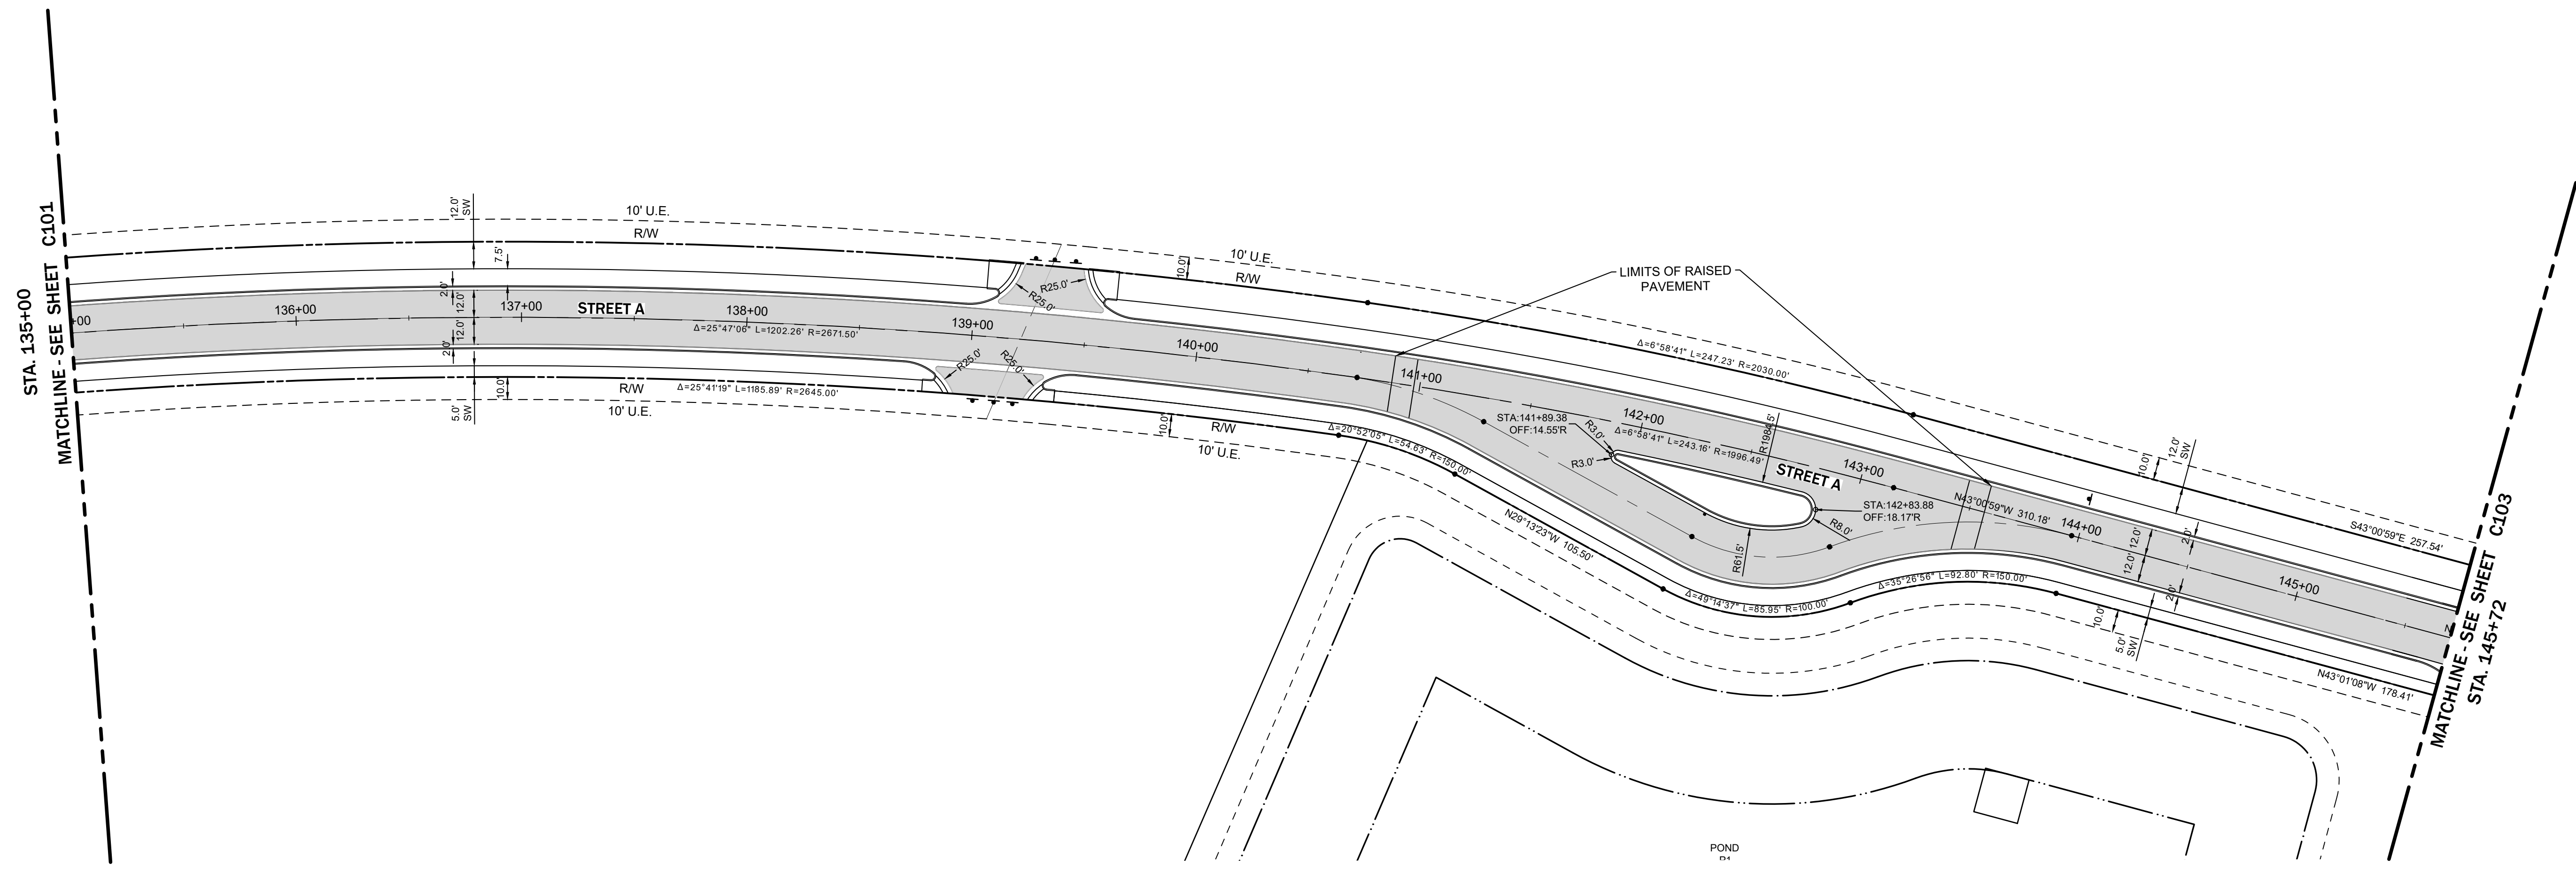 STA. 135+00
MATCHLINE - SEE SHEET C101
12.0'
SW
10' U.E.
R/W
7.5'
2.0'
12.0'
12.0'
2.0'
+00
136+00
137+00
STREET A
138+00
139+00
140+00
141+00
142+00
143+00
144+00
145+00
Δ=25°47'06" L=1202.26' R=2671.50'
R/W
Δ=25°41'19" L=1185.89' R=2645.00'
10' U.E.
10.0'
5.0'
SW
R25.0'
R25.0'
R25.0'
R25.0'
10.0'
10' U.E.
R/W
10.0'
R/W
10' U.E.
LIMITS OF RAISED
PAVEMENT
Δ=6°58'41" L=247.23' R=2030.00'
Δ=20°52'05" L=54.63' R=150.00'
STA:141+89.38
OFF:14.55'R
R3.0'
R3.0'
Δ=6°58'41" L=243.16' R=1996.49'
R1984.5'
STREET A
STA:142+83.88
OFF:18.17'R
R8.0'
R61.5'
N43°00'59"W 310.18'
N29°13'23"W 105.50'
Δ=49°14'37" L=85.95' R=100.00'
Δ=35°26'56" L=92.80' R=150.00'
10.0'
12.0'
SW
2.0'
12.0'
12.0'
2.0'
10.0'
5.0'
SW
S43°00'59"E 257.54'
N43°01'08"W 178.41'
N
MATCHLINE - SEE SHEET C103
STA. 145+72
POND